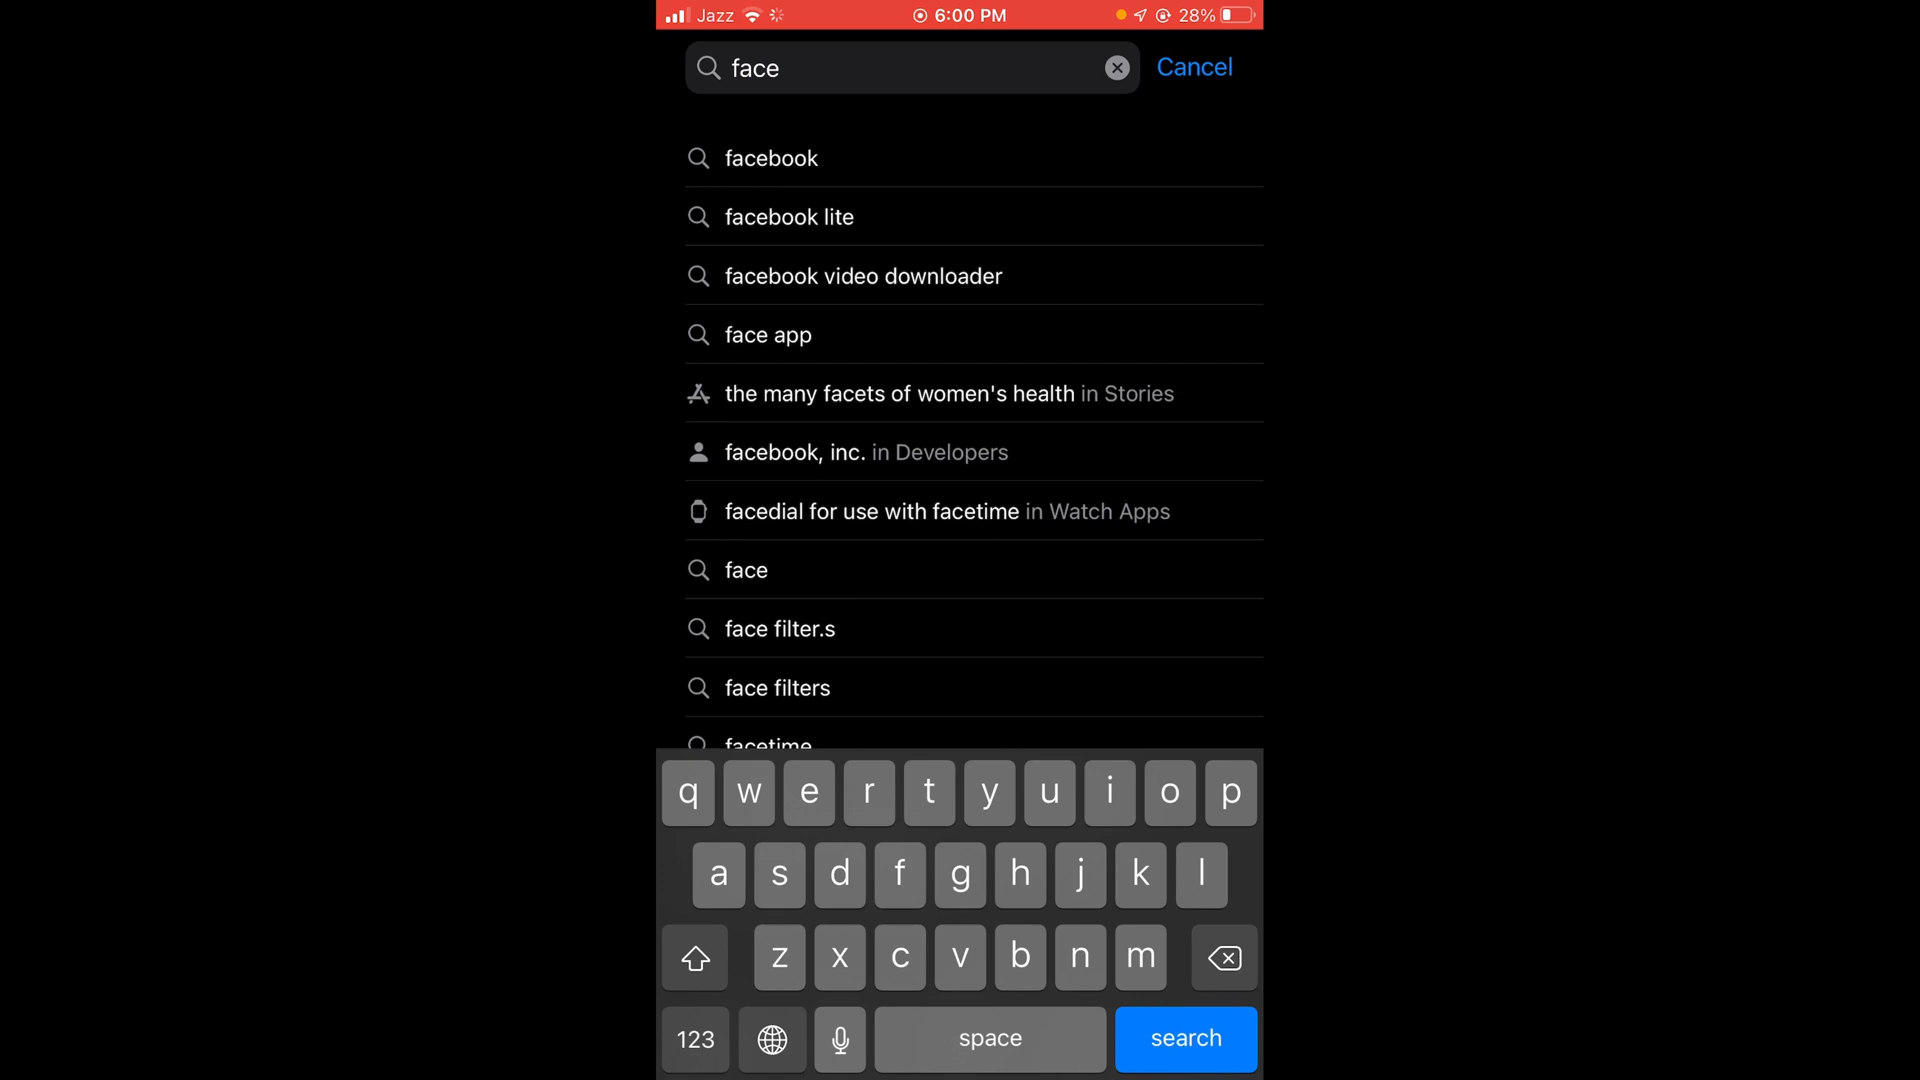 Jazz 6:00 PM 28%
face Cancel
facebook
facebook lite
facebook video downloader
face app
the many facets of women's health in Stories
facebook, inc. in Developers
facedial for use with facetime in Watch Apps
face
face filter.s
face filters
facetime
q w e r t y u i o p
a s d f g h j k l
z x c v b n m
123 space search